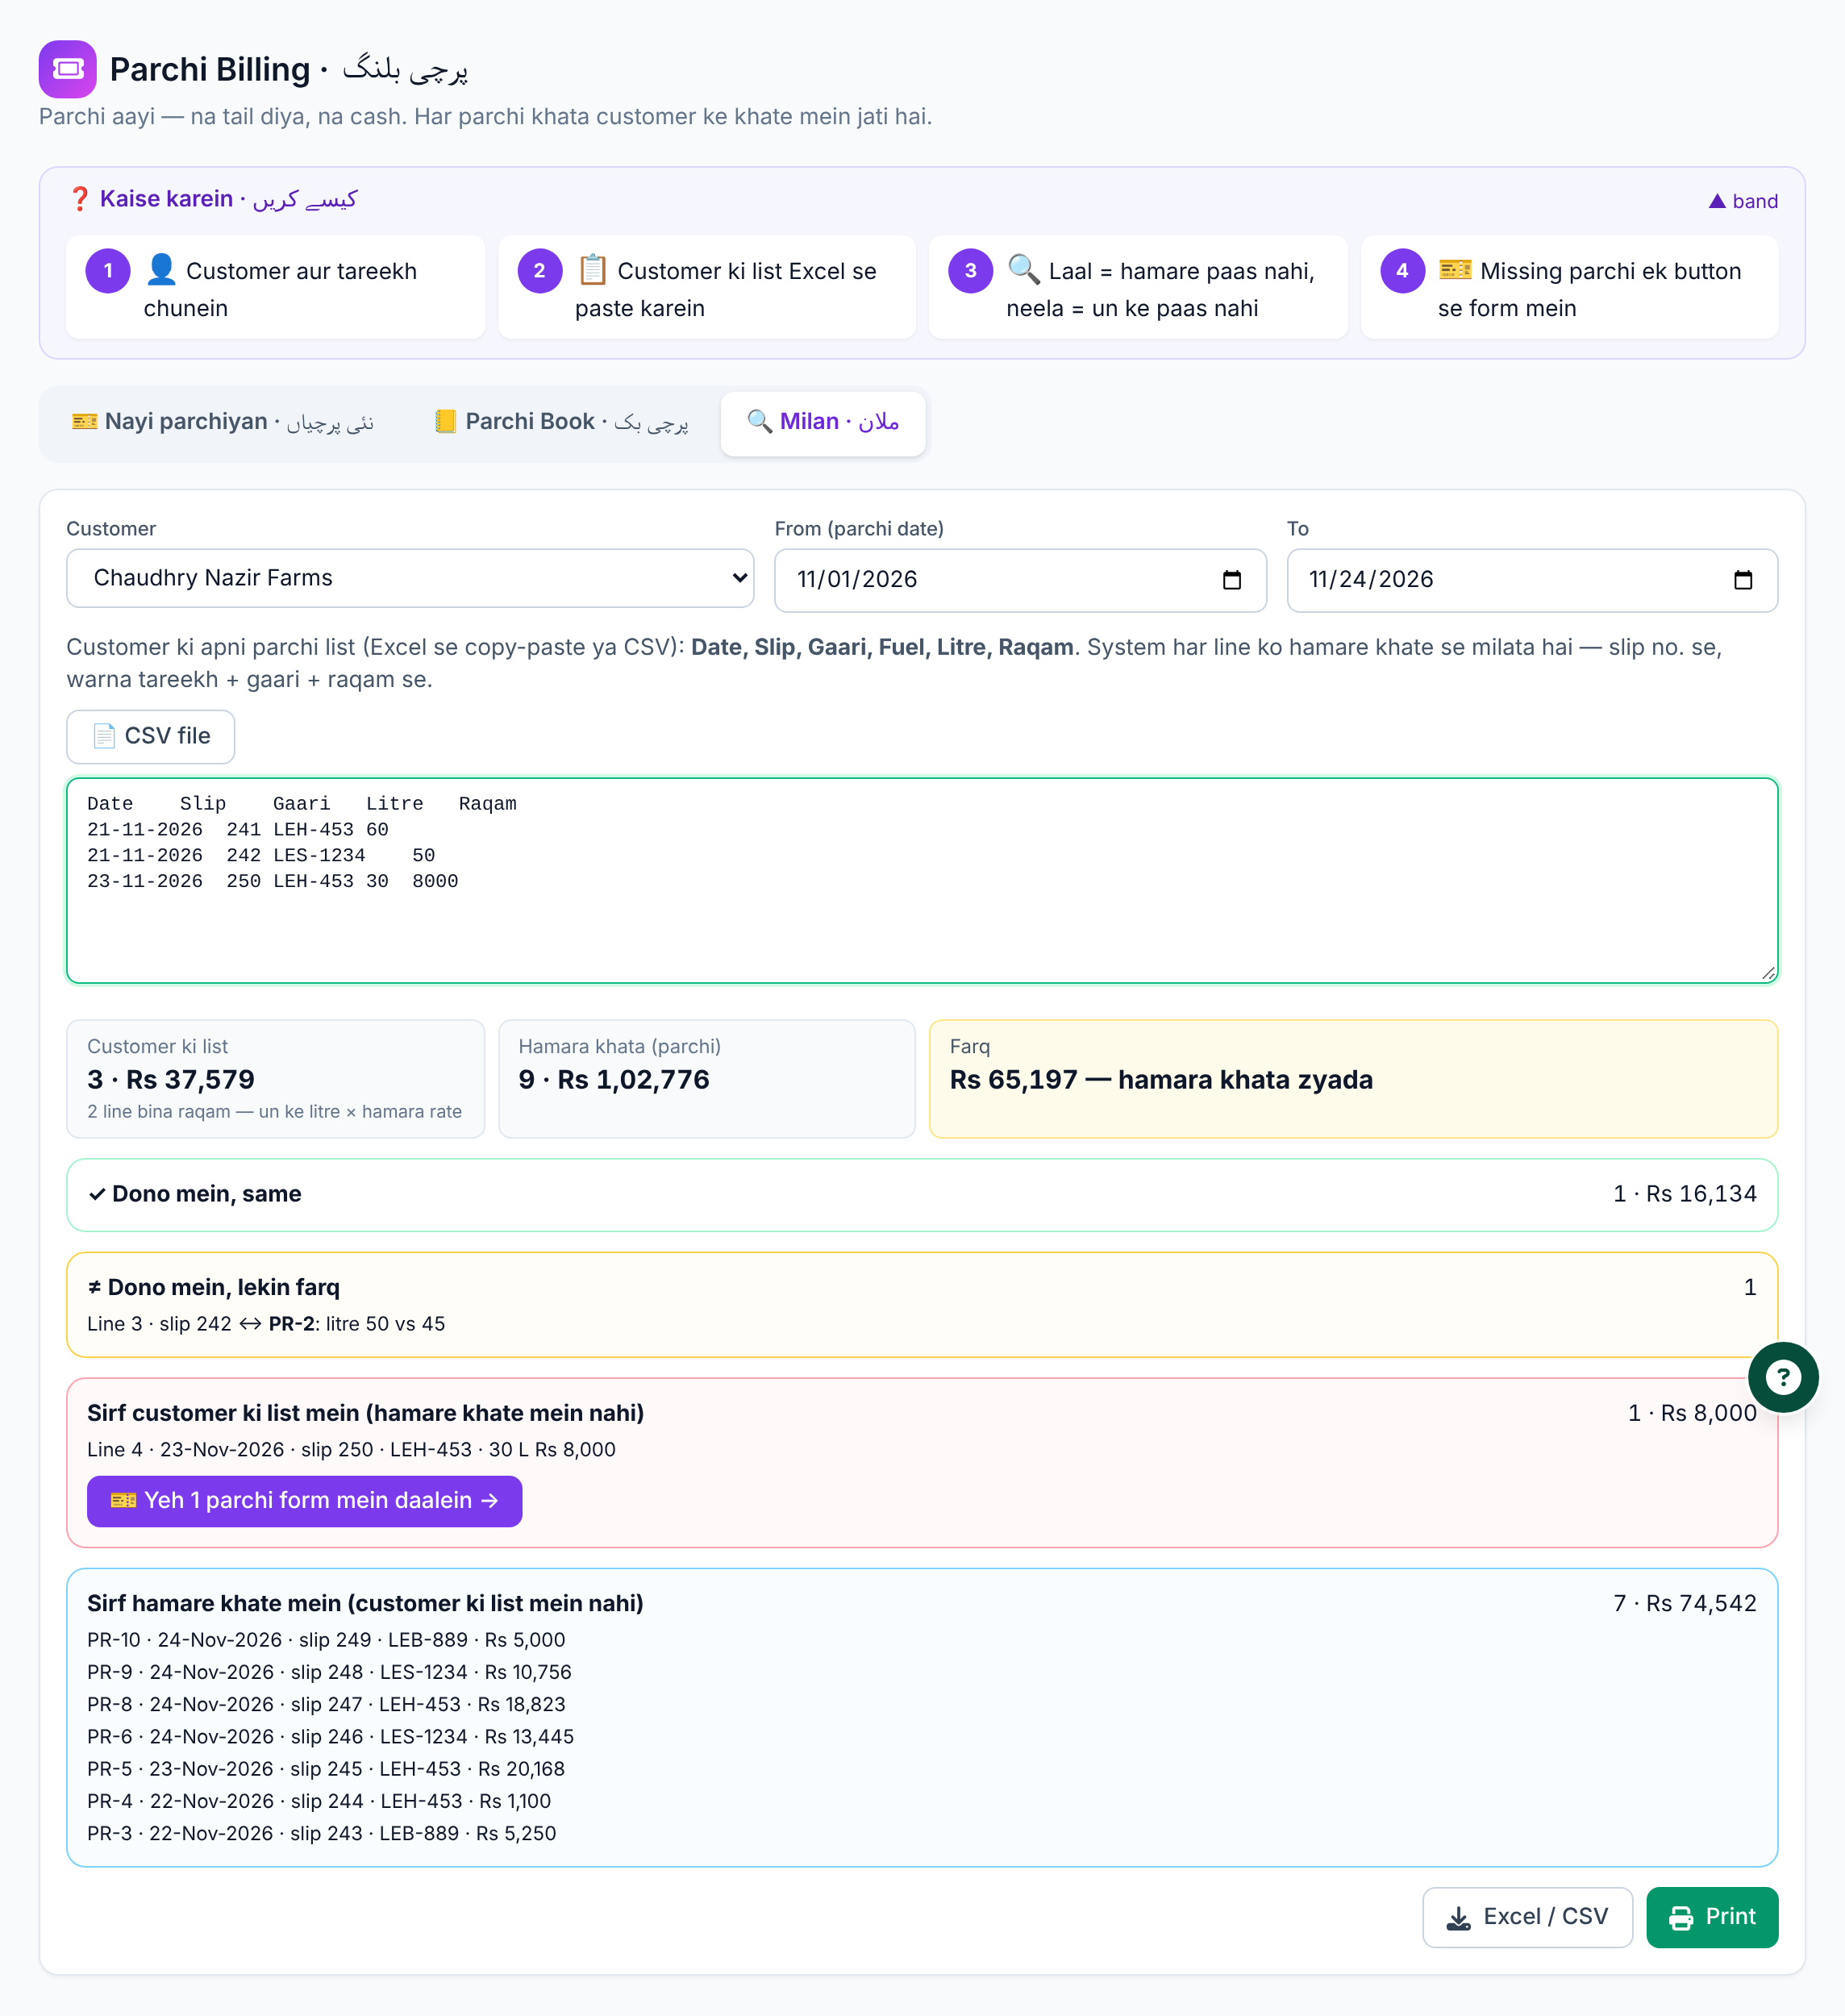 Parchi Billing · پرچی بلنگ
Parchi aayi — na tail diya, na cash. Har parchi khata customer ke khate mein jati hai.
❓ Kaise karein · کیسے کریں
▲ band
1 👤 Customer aur tareekh
chunein
2 📋 Customer ki list Excel se
paste karein
3 🔍 Laal = hamare paas nahi,
neela = un ke paas nahi
4 🎫 Missing parchi ek button
se form mein
🎫 Nayi parchiyan · نئی پرچیاں
📒 Parchi Book · پرچی بک
🔍 Milan · ملان
Customer
From (parchi date)
To
Chaudhry Nazir Farms
11/01/2026
11/24/2026
Customer ki apni parchi list (Excel se copy-paste ya CSV): Date, Slip, Gaari, Fuel, Litre, Raqam. System har line ko hamare khate se milata hai — slip no. se,
warna tareekh + gaari + raqam se.
📄 CSV file
Date Slip Gaari Litre Raqam
21-11-2026 241 LEH-453 60
21-11-2026 242 LES-1234 50
23-11-2026 250 LEH-453 30 8000
Customer ki list
3 · Rs 37,579
2 line bina raqam — un ke litre × hamara rate
Hamara khata (parchi)
9 · Rs 1,02,776
Farq
Rs 65,197 — hamara khata zyada
✓ Dono mein, same
1 · Rs 16,134
≠ Dono mein, lekin farq
1
Line 3 · slip 242 ↔ PR-2: litre 50 vs 45
?
Sirf customer ki list mein (hamare khate mein nahi)
1 · Rs 8,000
Line 4 · 23-Nov-2026 · slip 250 · LEH-453 · 30 L Rs 8,000
🎫 Yeh 1 parchi form mein daalein →
Sirf hamare khate mein (customer ki list mein nahi)
7 · Rs 74,542
PR-10 · 24-Nov-2026 · slip 249 · LEB-889 · Rs 5,000
PR-9 · 24-Nov-2026 · slip 248 · LES-1234 · Rs 10,756
PR-8 · 24-Nov-2026 · slip 247 · LEH-453 · Rs 18,823
PR-6 · 24-Nov-2026 · slip 246 · LES-1234 · Rs 13,445
PR-5 · 23-Nov-2026 · slip 245 · LEH-453 · Rs 20,168
PR-4 · 22-Nov-2026 · slip 244 · LEH-453 · Rs 1,100
PR-3 · 22-Nov-2026 · slip 243 · LEB-889 · Rs 5,250
Excel / CSV
Print